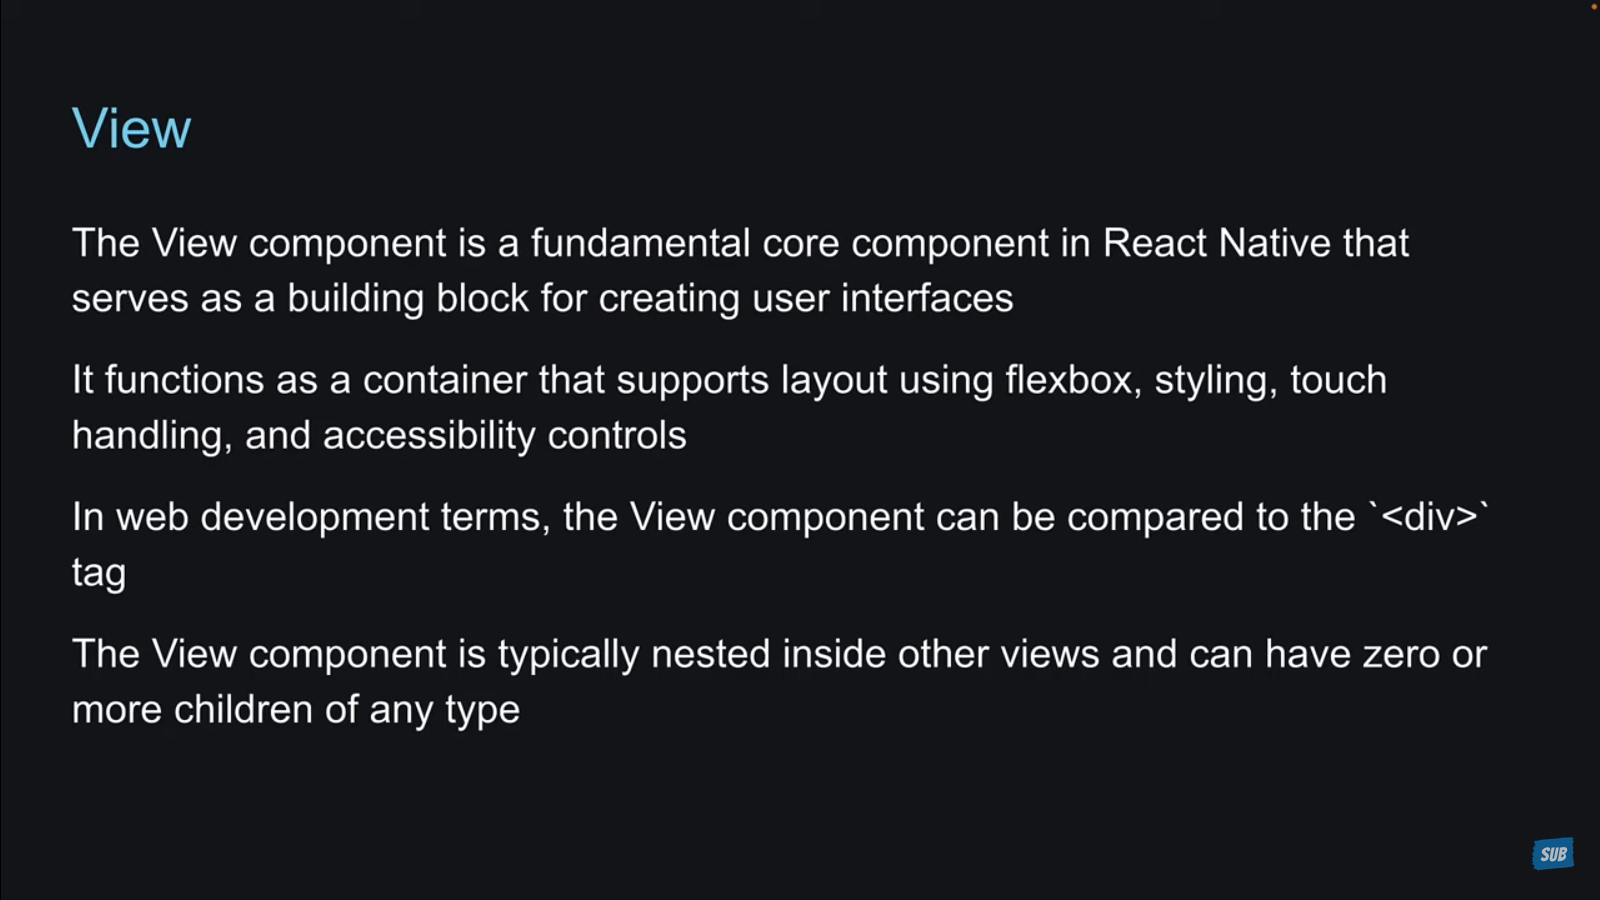 View
The View component is a fundamental core component in React Native that
serves as a building block for creating user interfaces
It functions as a container that supports layout using flexbox, styling, touch
handling, and accessibility controls
In web development terms, the View component can be compared to the `<div>`
tag
The View component is typically nested inside other views and can have zero or
more children of any type
SUB